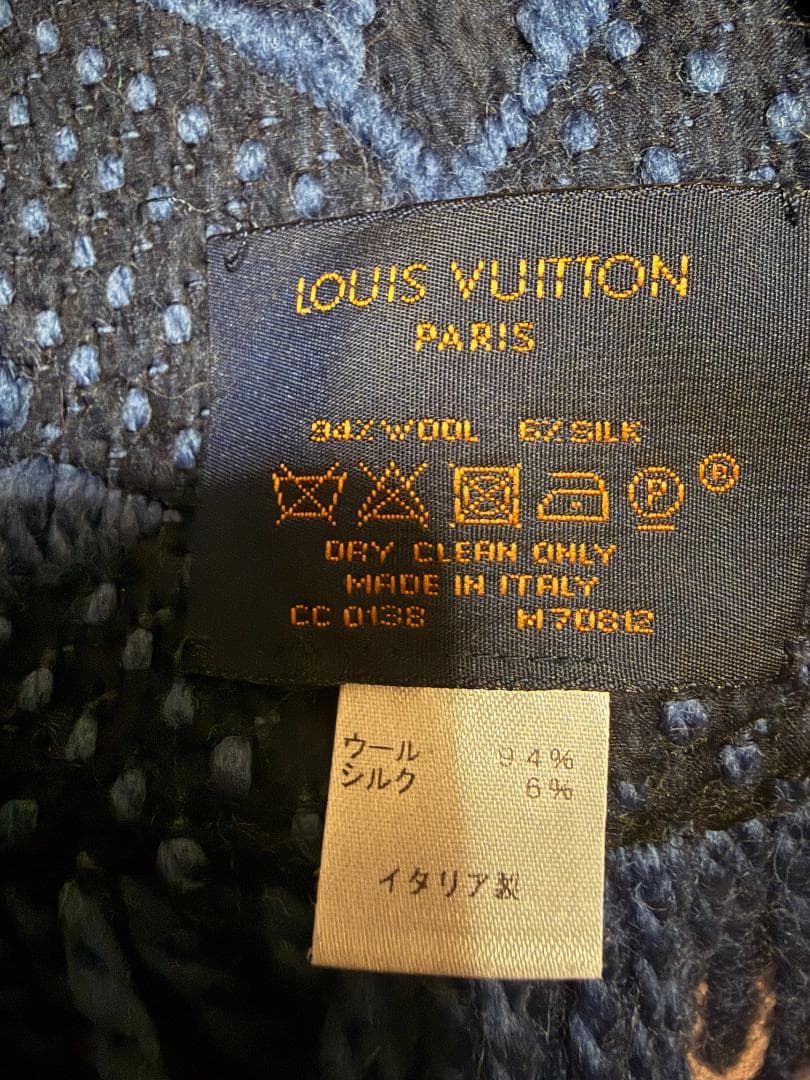 LOUIS VUITTON
PARIS
94% WOOL 6% SILK
P R
DRY CLEAN ONLY
MADE IN ITALY
CC 0138 M70812
ウール 94%
シルク 6%
イタリア製